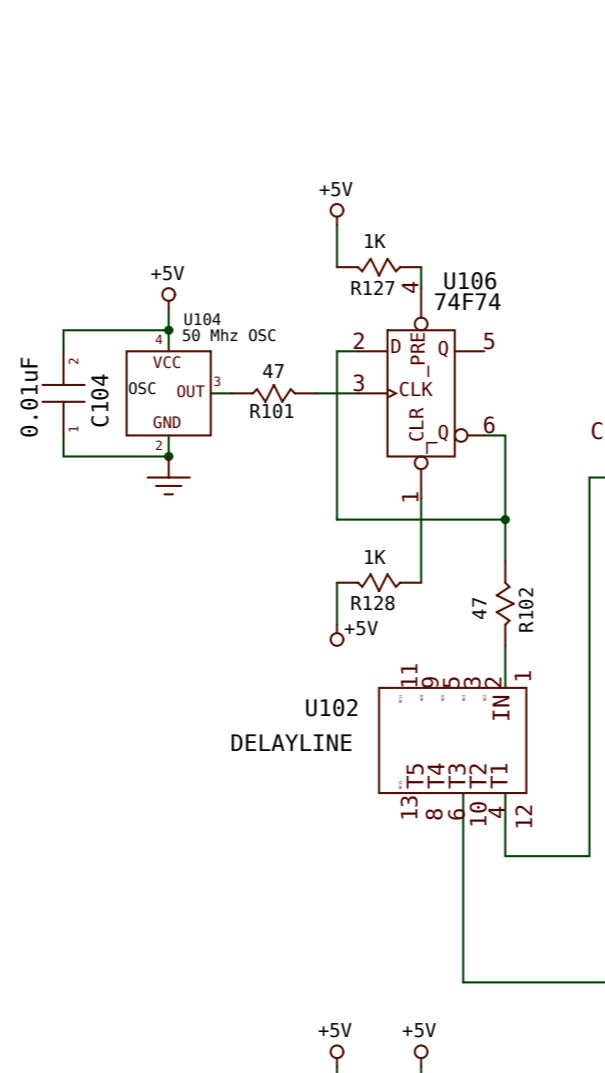 +5V
1K
R127
4
U106
74F74
+5V
U104
50 Mhz OSC
4
VCC
OSC
OUT
3
GND
2
0.01uF
C104
2
1
47
R101
2
3
D
_PRE
Q
5
CLK
CLR
_Q
6
1
C
1K
R128
+5V
47
R102
U102
DELAYLINE
11
9
5
3
2
1
IN
T5
T4
T3
T2
T1
13
8
6
10
4
12
+5V
+5V